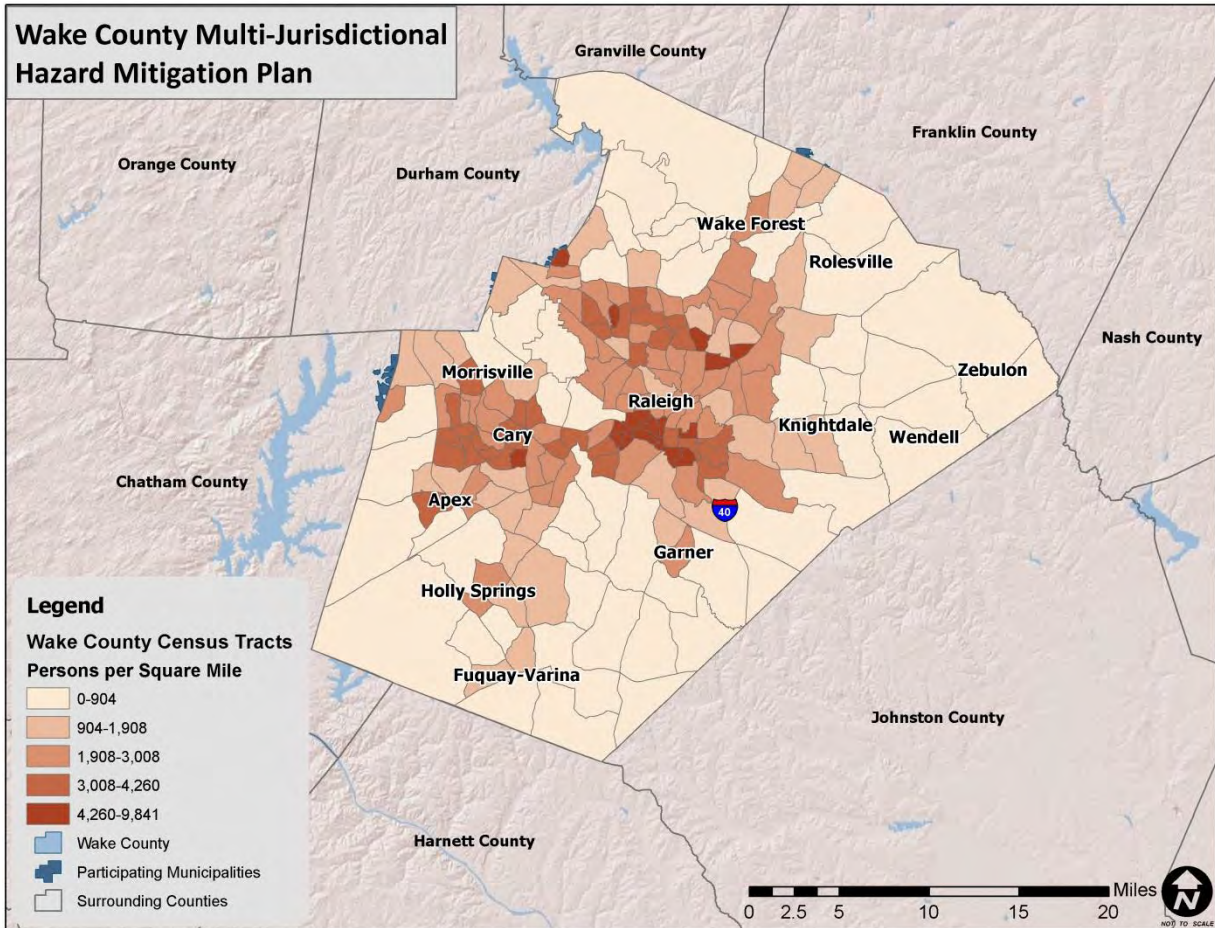 Wake County Multi-Jurisdictional
Hazard Mitigation Plan
Granville County
Franklin County
Orange County
Durham County
Wake Forest
Rolesville
Nash County
Zebulon
Morrisville
Raleigh
Knightdale
Wendell
Cary
Chatham County
Apex
40
Garner
Holly Springs
Fuquay-Varina
Johnston County
Harnett County
Legend
Wake County Census Tracts
Persons per Square Mile
0-904
904-1,908
1,908-3,008
3,008-4,260
4,260-9,841
Wake County
Participating Municipalities
Surrounding Counties
Miles
0 2.5 5 10 15 20
N
NOT TO SCALE